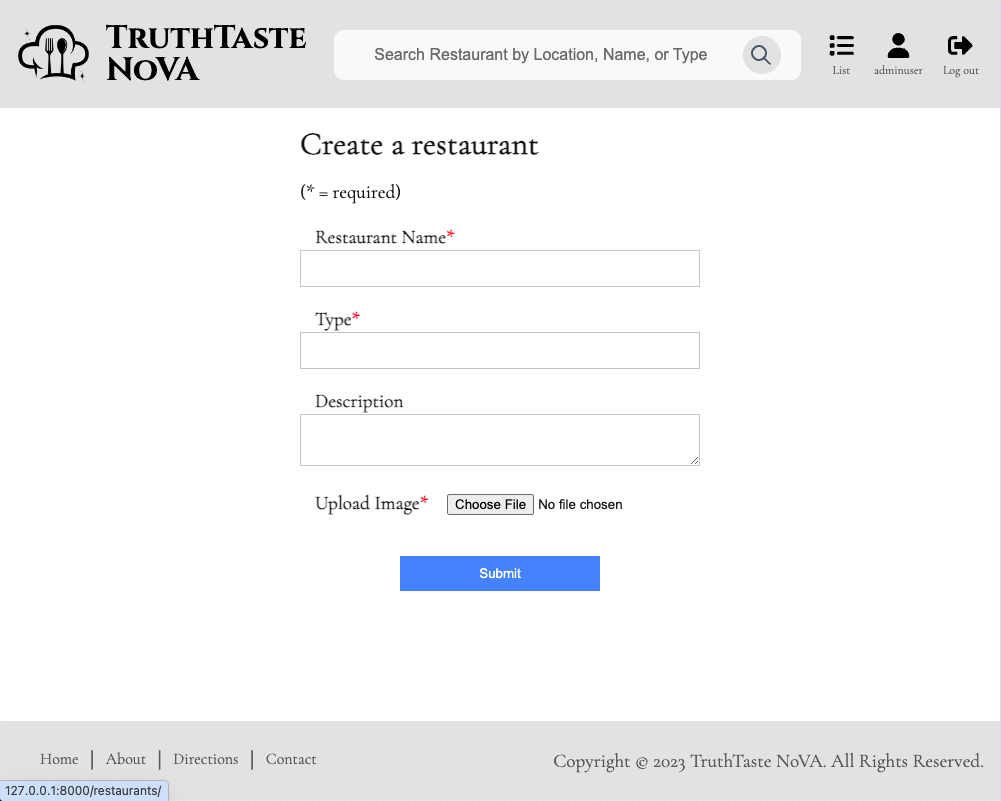 TRUTHTASTE
NOVA
Search Restaurant by Location, Name, or Type
List
adminuser
Log out
Create a restaurant
(* = required)
Restaurant Name*
Type*
Description
Upload Image* Choose File No file chosen
Submit
Home | About | Directions | Contact
Copyright © 2023 TruthTaste NoVA. All Rights Reserved.
127.0.0.1:8000/restaurants/